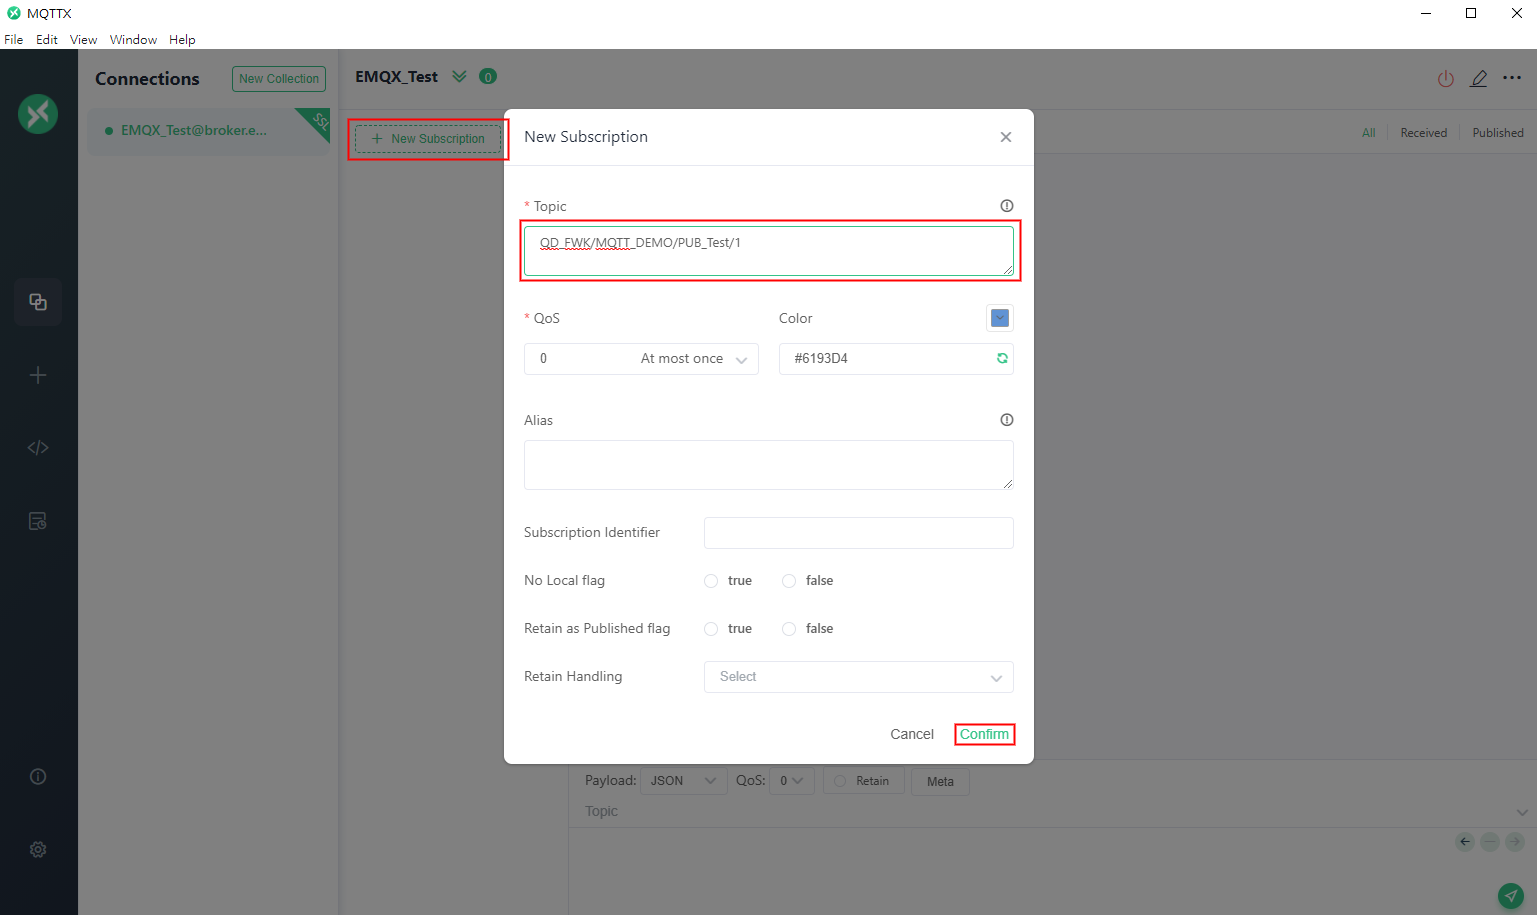 MQTTX
File Edit View Window Help
Connections
New Collection
EMQX_Test
0
EMQX_Test@broker.e...
SSL
+ New Subscription
All
Received
Published
New Subscription
* Topic
QD_FWK/MQTT_DEMO/PUB_Test/1
* QoS
Color
0 At most once
#6193D4
Alias
Subscription Identifier
No Local flag
true
false
Retain as Published flag
true
false
Retain Handling
Select
Cancel
Confirm
Payload: JSON QoS: 0 Retain Meta
Topic